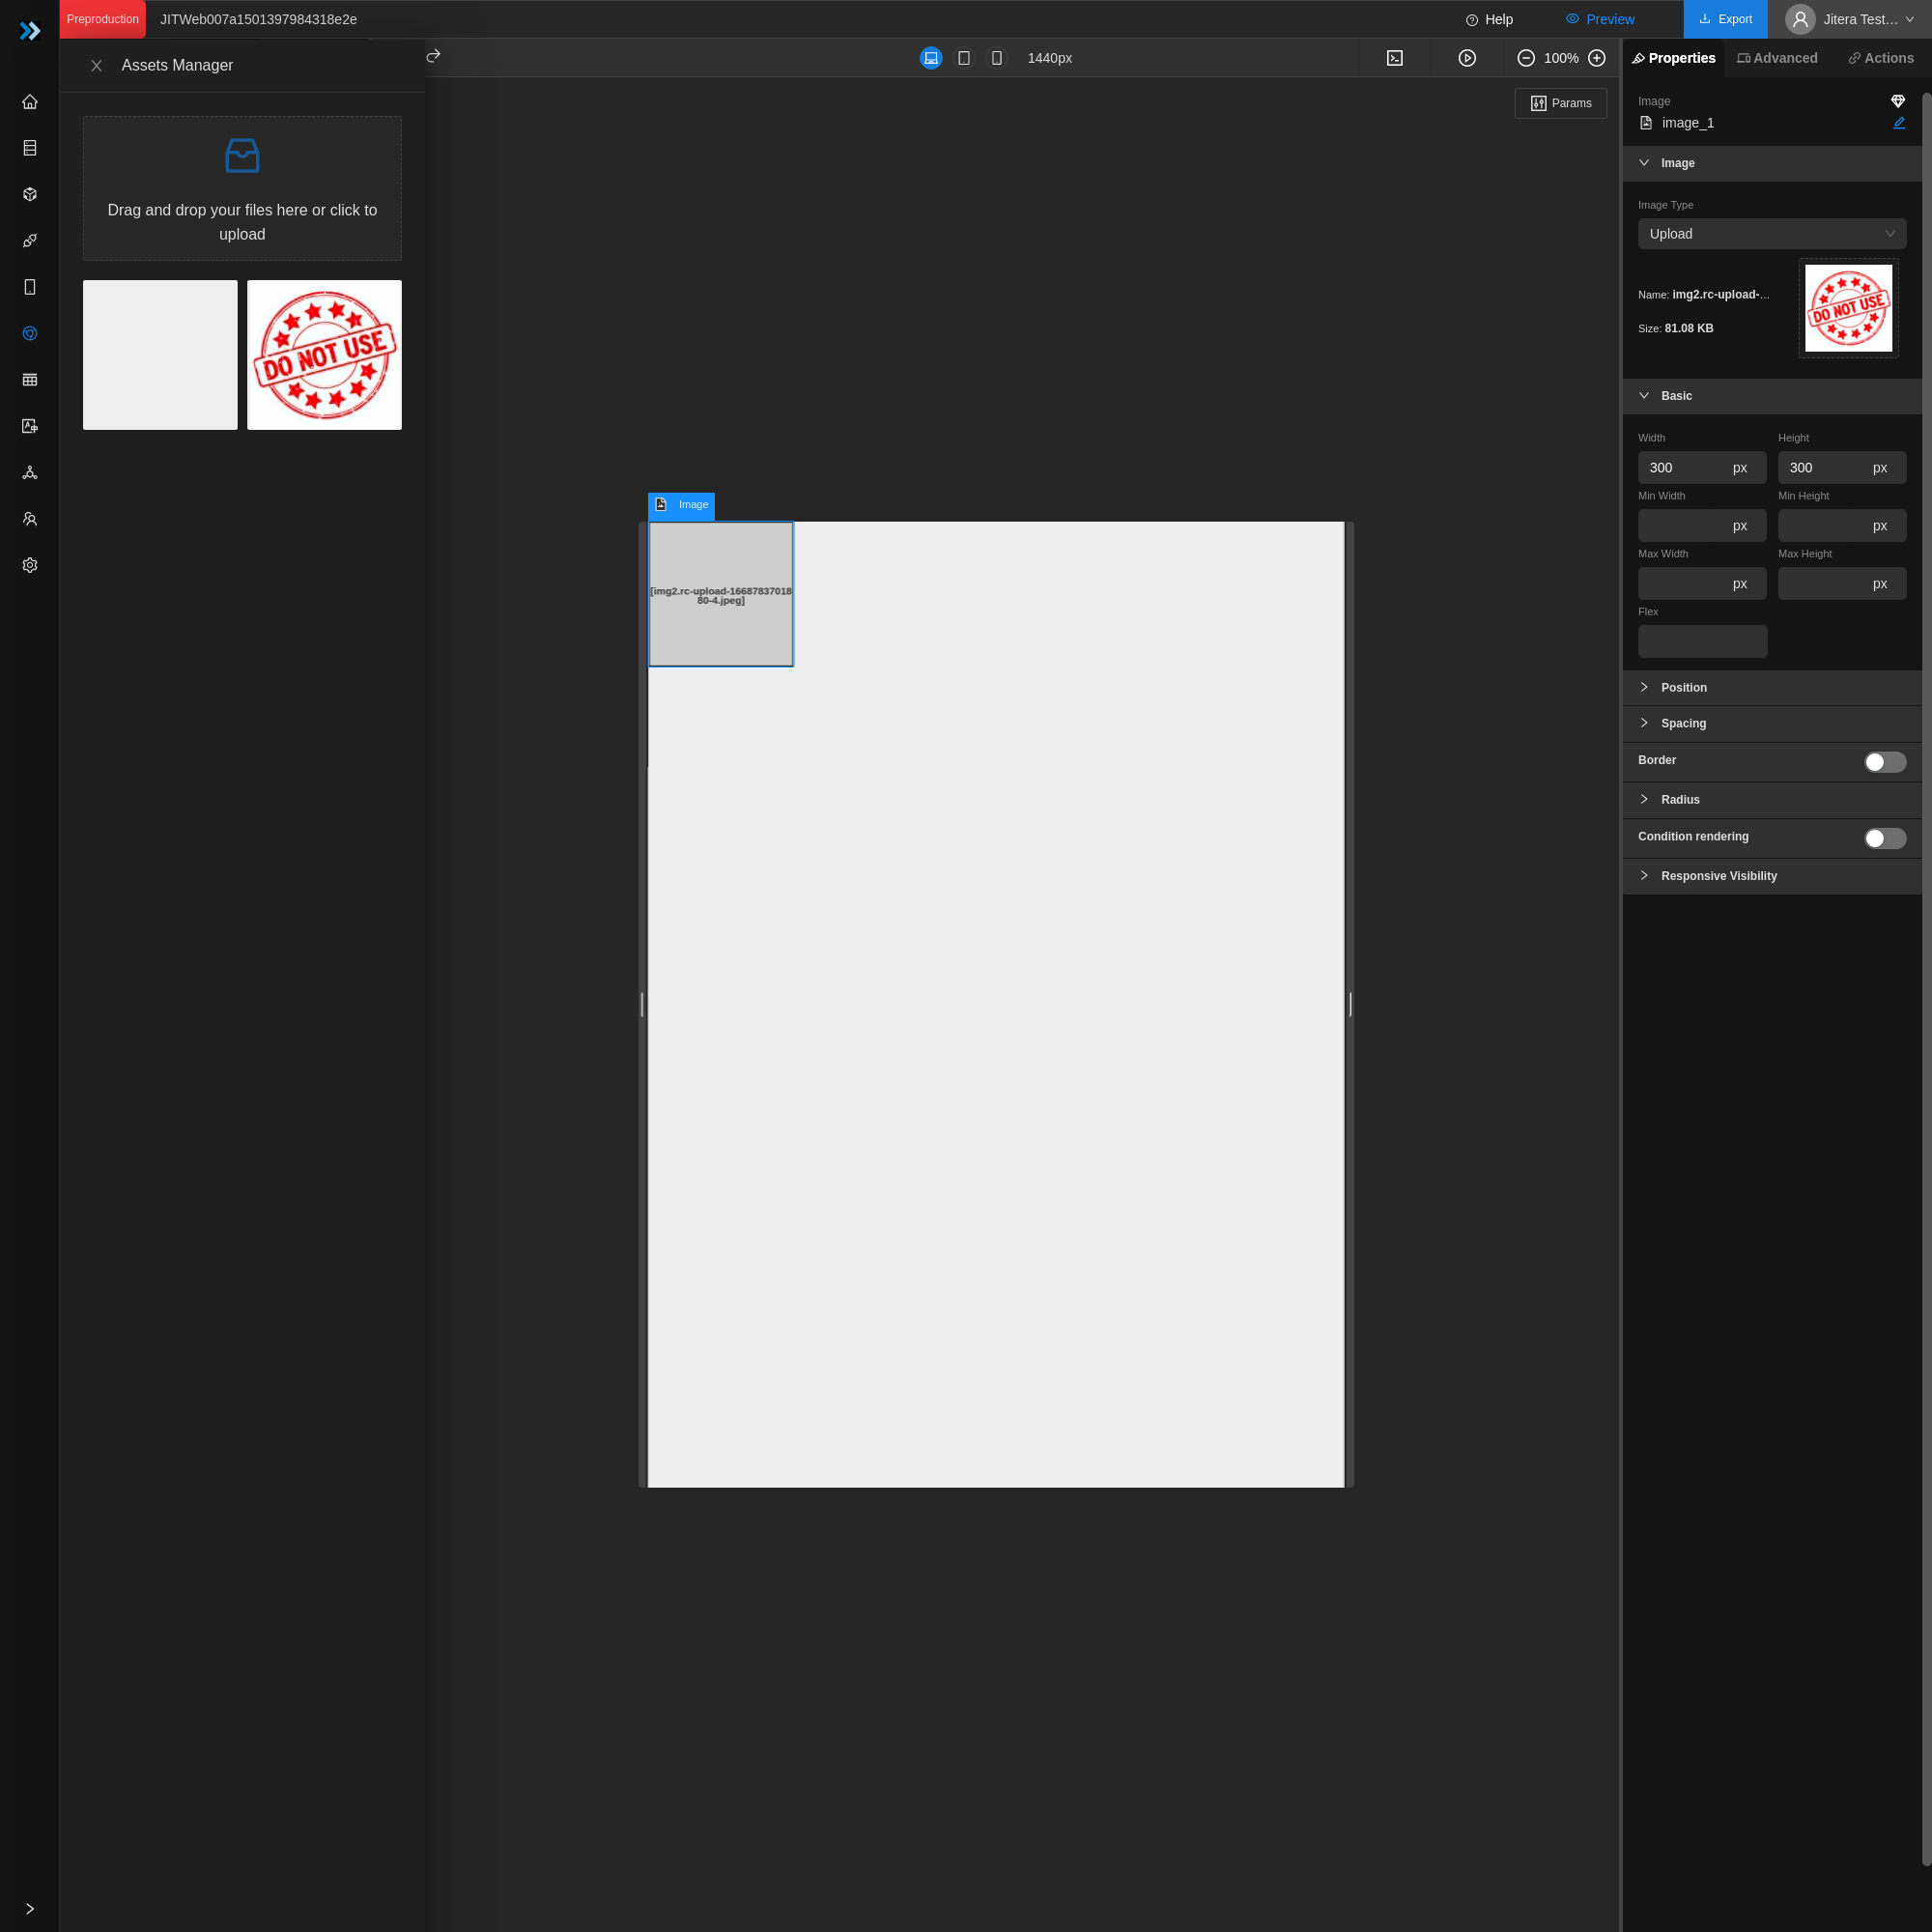 Preproduction
JITWeb007a1501397984318e2e
Help
Preview
Export
Jitera Test...
Assets Manager
1440px
100%
Properties
Advanced
Actions
Drag and drop your files here or click to
upload
DO NOT USE
Params
Image
image_1
Image
Image Type
Upload
Name: img2.rc-upload-...
Size: 81.08 KB
DO NOT USE
Basic
Width
Height
300 px
300 px
Min Width
Min Height
px
px
Max Width
Max Height
px
px
Flex
Position
Spacing
Border
Radius
Condition rendering
Responsive Visibility
Image
[img2.rc-upload-16687837018
80-4.jpeg]